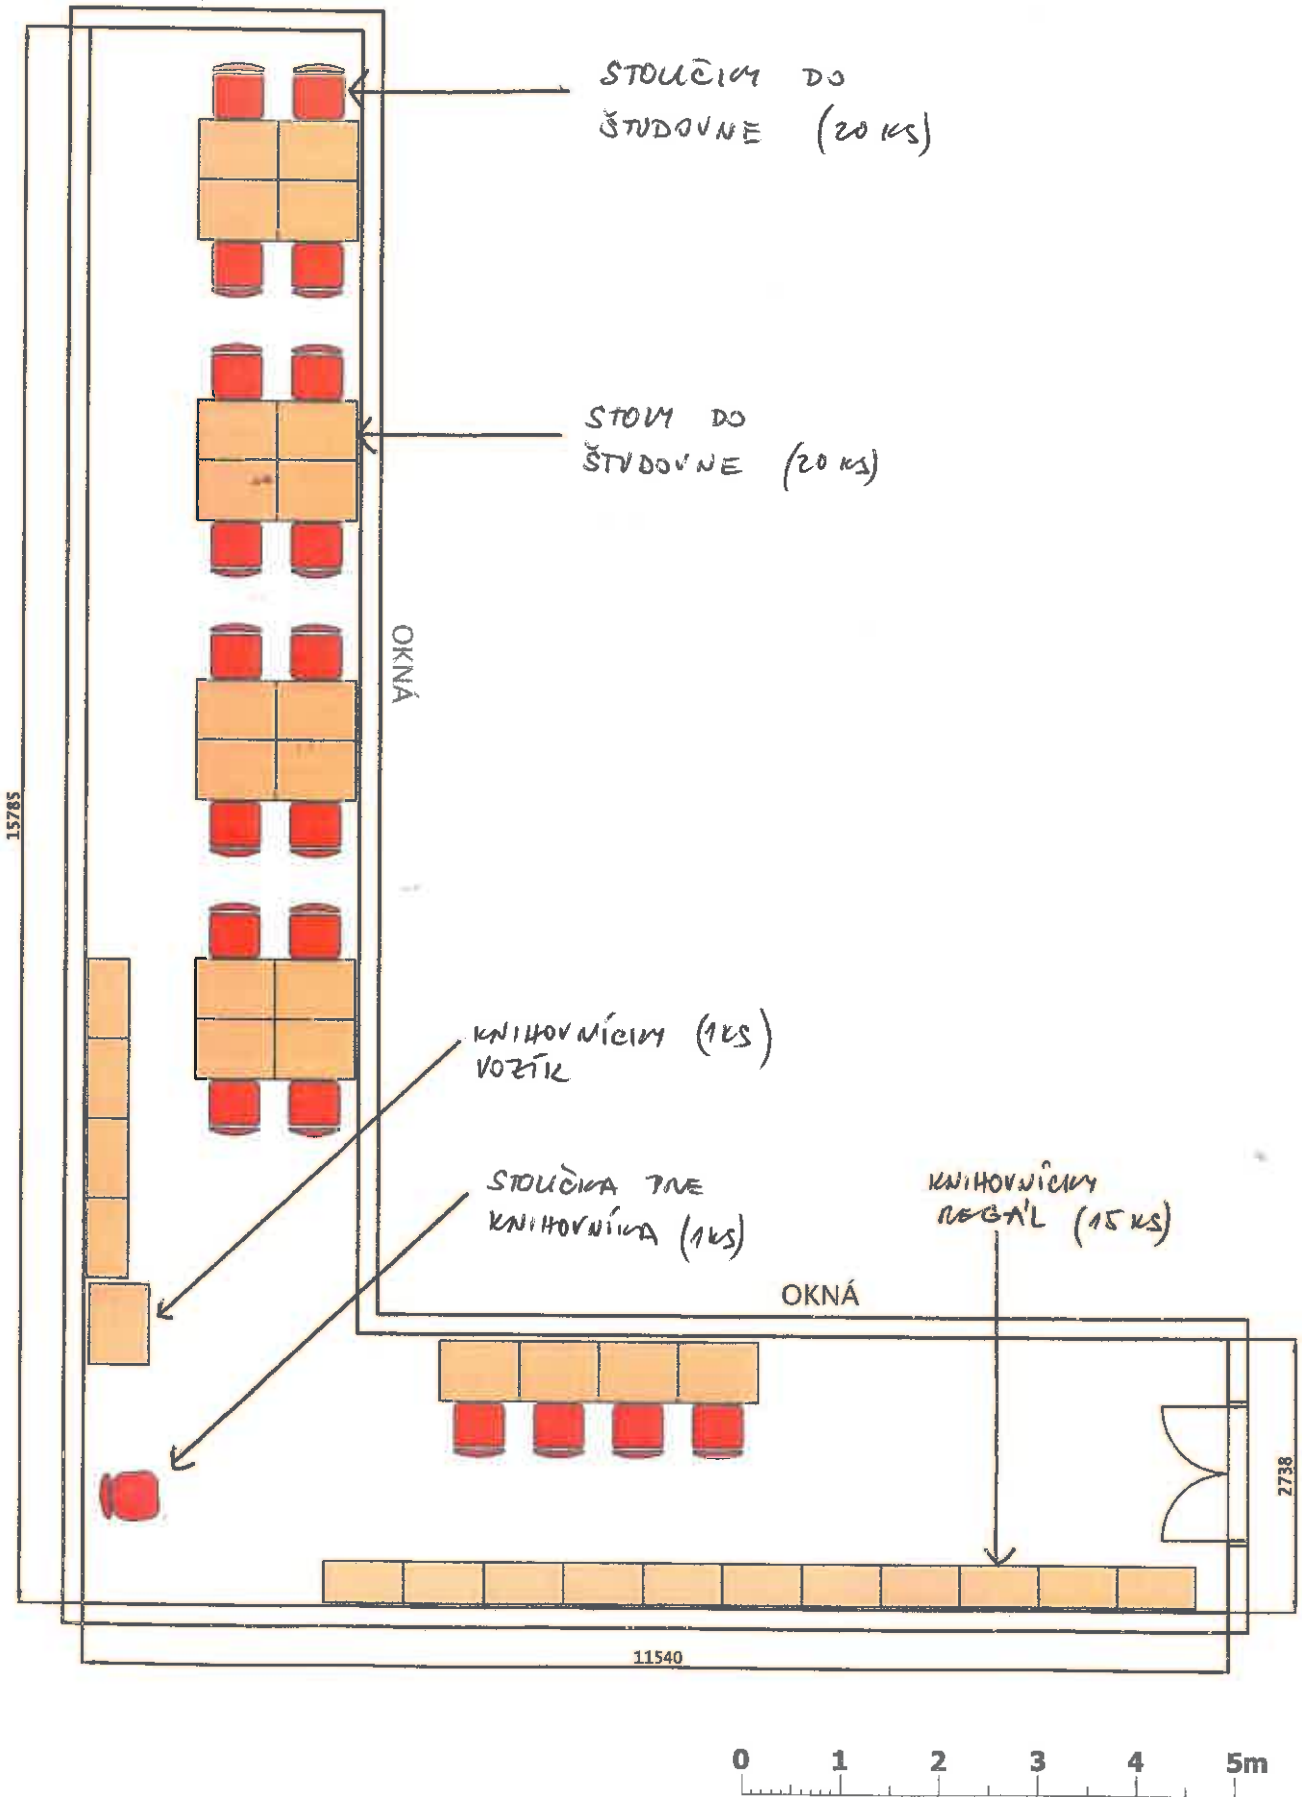 STOLIČKY DO
ŠTUDOVNE (20 KS)
STOLY DO
ŠTUDOVNE (20 KS)
OKNÁ
15785
KNIHOVNÍCKY (1KS)
VOZÍK
STOLIČKA PRE
KNIHOVNÍKA (1KS)
KNIHOVNÍCKY
REGÁL (15 KS)
OKNÁ
2738
11540
0 1 2 3 4 5m